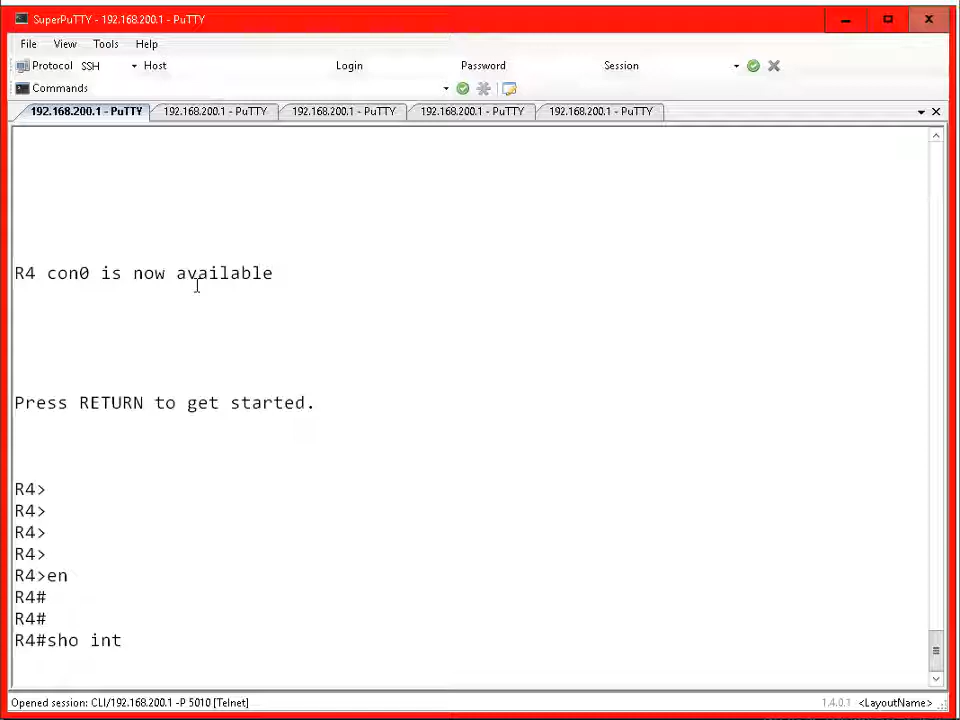 SuperPuTTY - 192.168.200.1 - PuTTY
File View Tools Help
Protocol SSH Host Login Password Session
Commands
192.168.200.1 - PuTTY 192.168.200.1 - PuTTY 192.168.200.1 - PuTTY 192.168.200.1 - PuTTY 192.168.200.1 - PuTTY
R4 con0 is now available
Press RETURN to get started.
R4>
R4>
R4>
R4>
R4>en
R4#
R4#
R4#sho int
Opened session: CLI/192.168.200.1 -P 5010 [Telnet] 1.4.0.1 <LayoutName>